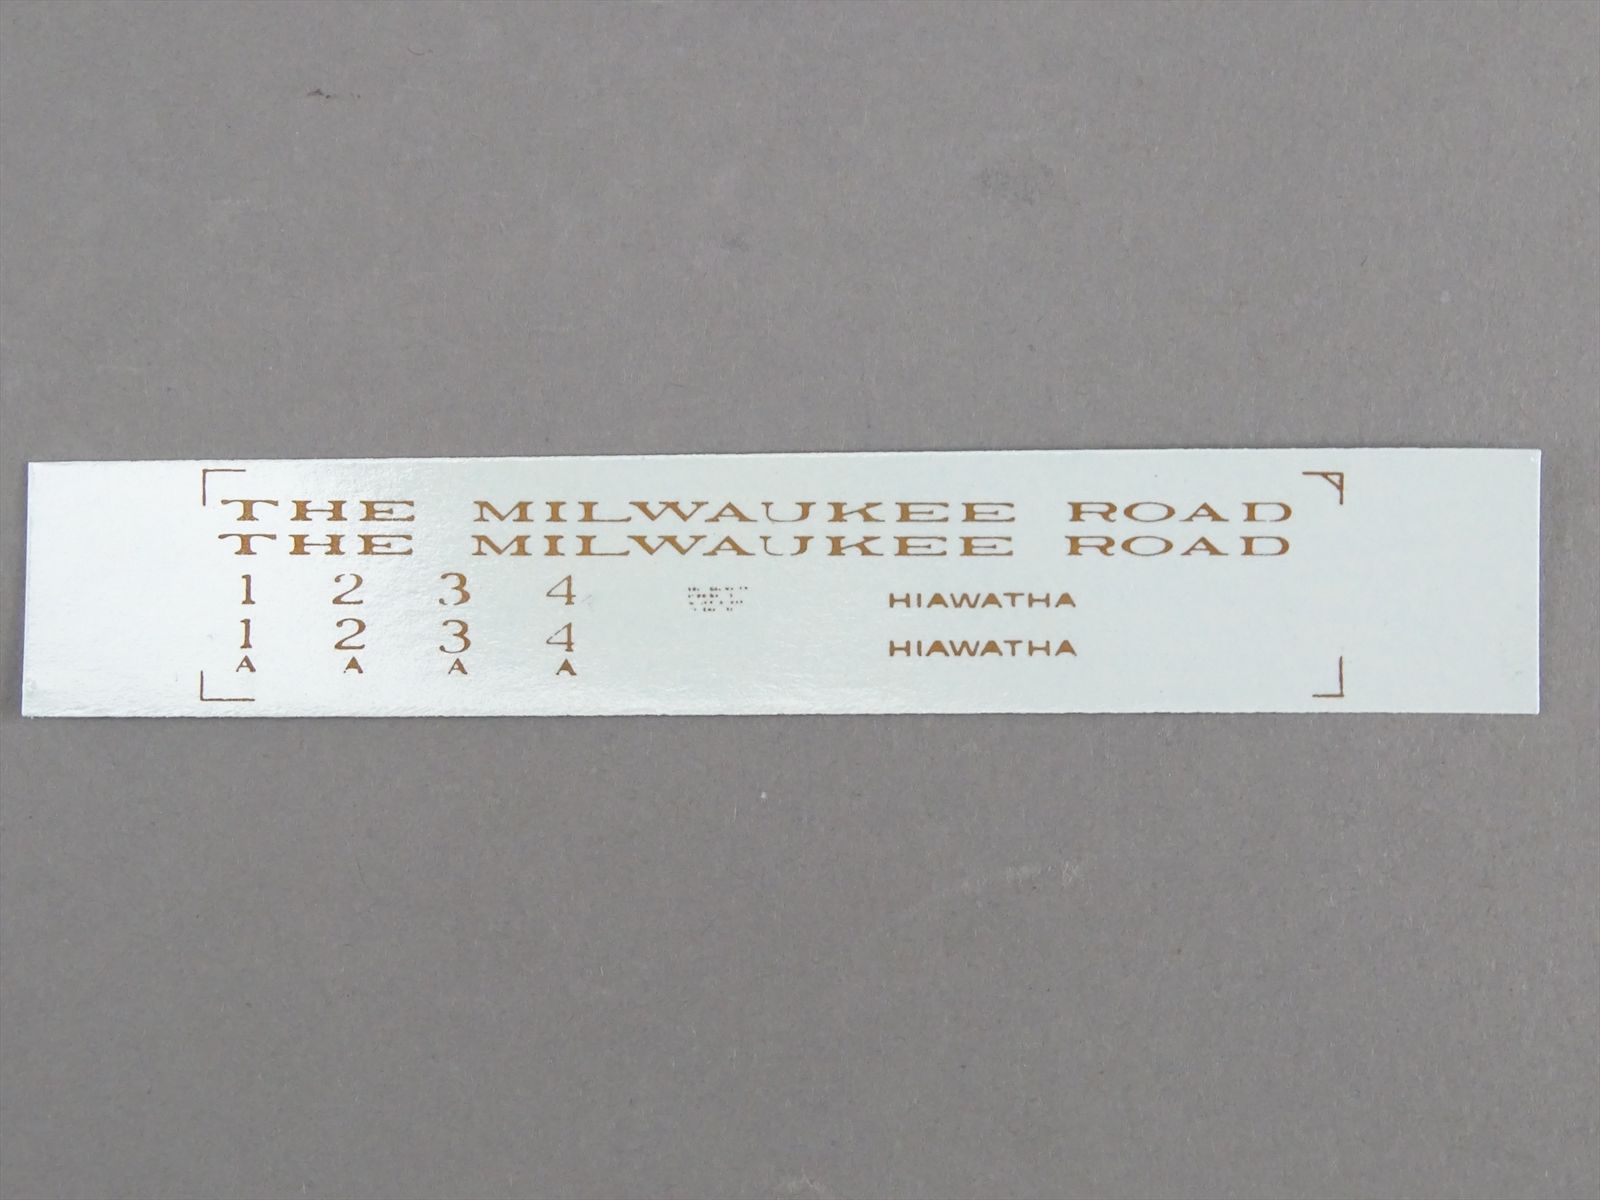 THE MILWAUKEE ROAD
THE MILWAUKEE ROAD
1 2 3 4
HIAWATHA
1 2 3 4
HIAWATHA
A A A A